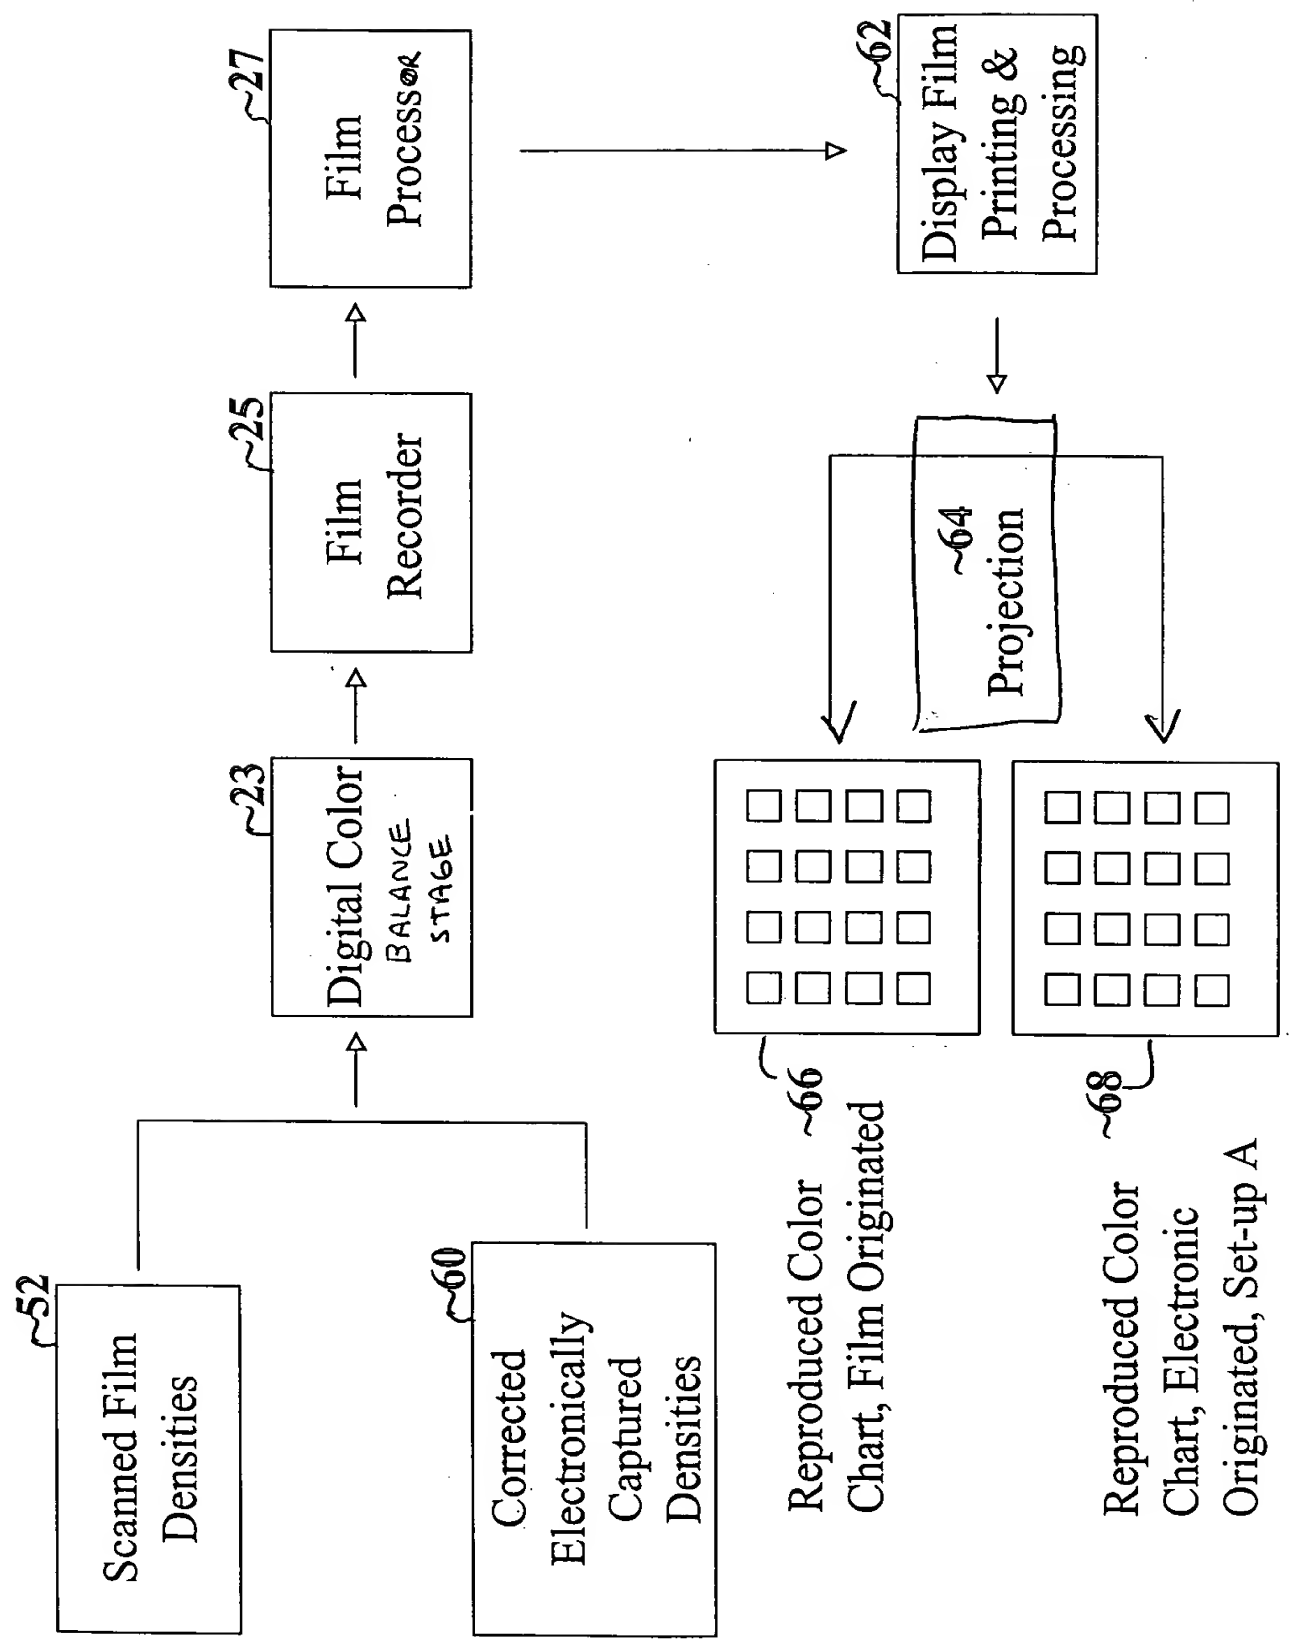 ~52
Scanned Film
Densities
~60
Corrected
Electronically
Captured
Densities
~23
Digital Color
BALANCE
STAGE
~25
Film
Recorder
~27
Film
ProcessOR
~62
Display Film
Printing &
Processing
~64
Projection
Reproduced Color ~66
Chart, Film Originated
~68
Reproduced Color
Chart, Electronic
Originated, Set-up A